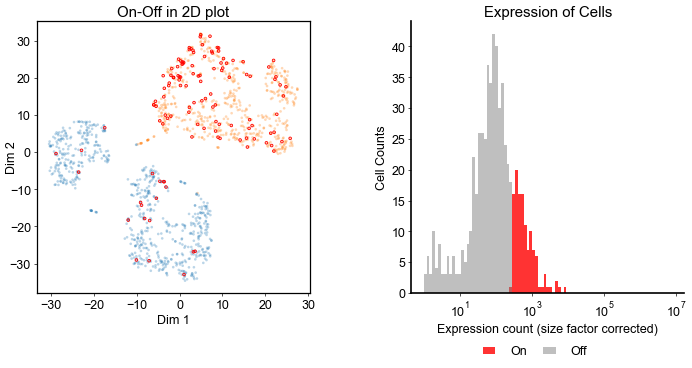 On-Off in 2D plot
Dim 2
30
20
10
0
−10
−20
−30
−30 −20 −10 0 10 20 30
Dim 1
Expression of Cells
Cell Counts
40
35
30
25
20
15
10
5
0
10^1 10^3 10^5 10^7
Expression count (size factor corrected)
On Off